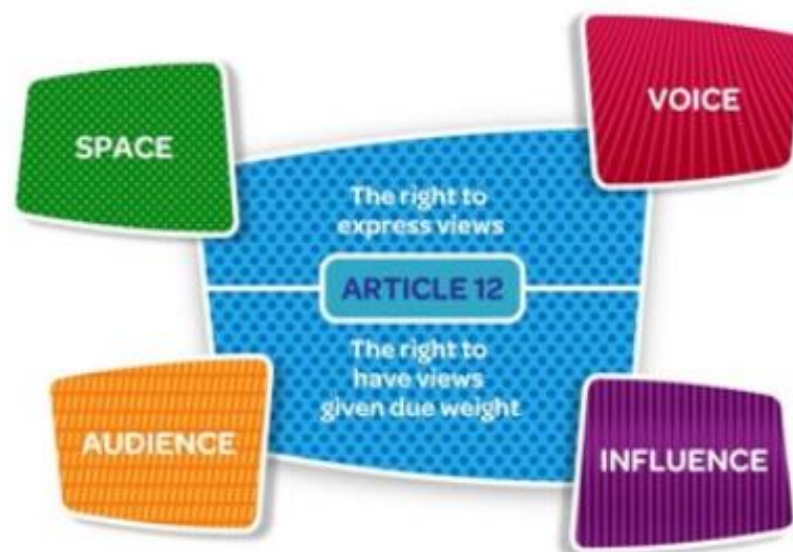 SPACE
VOICE
The right to
express views
ARTICLE 12
The right to
have views
given due weight
AUDIENCE
INFLUENCE